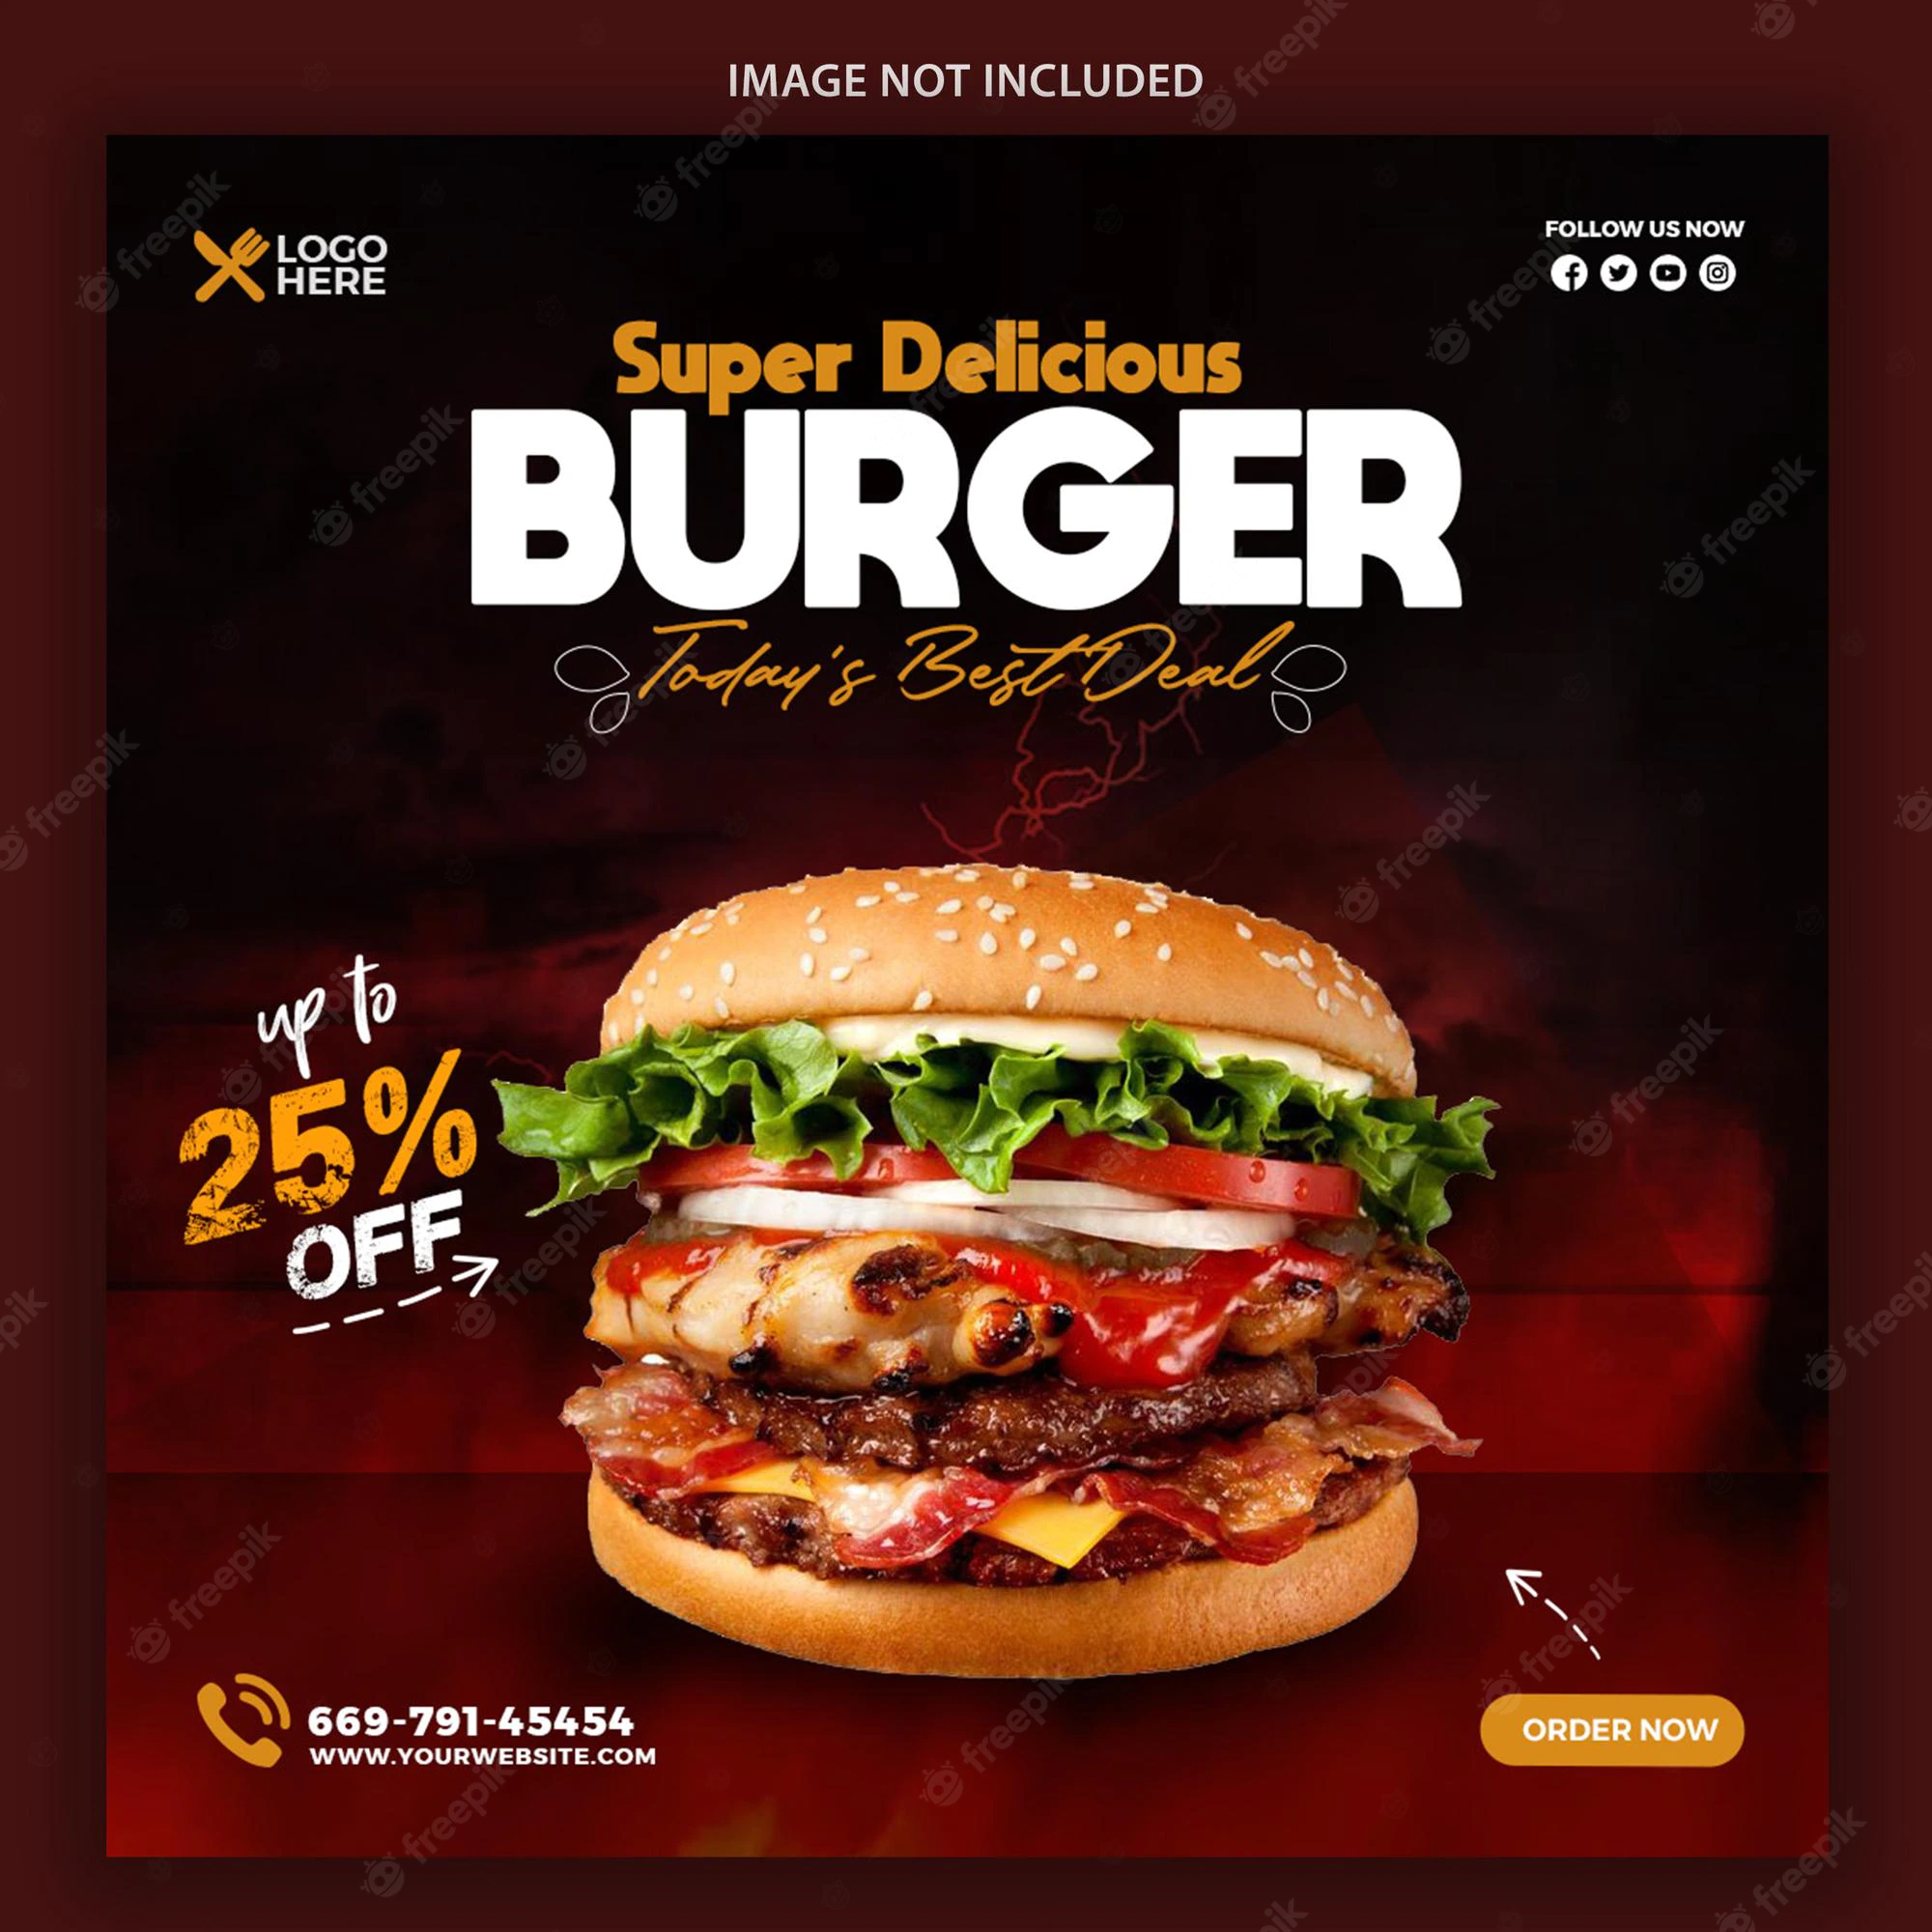 IMAGE NOT INCLUDED
LOGO
HERE
FOLLOW US NOW
Super Delicious
BURGER
Today's Best Deal
up to
25%
OFF
669-791-45454
WWW.YOURWEBSITE.COM
ORDER NOW
freepik